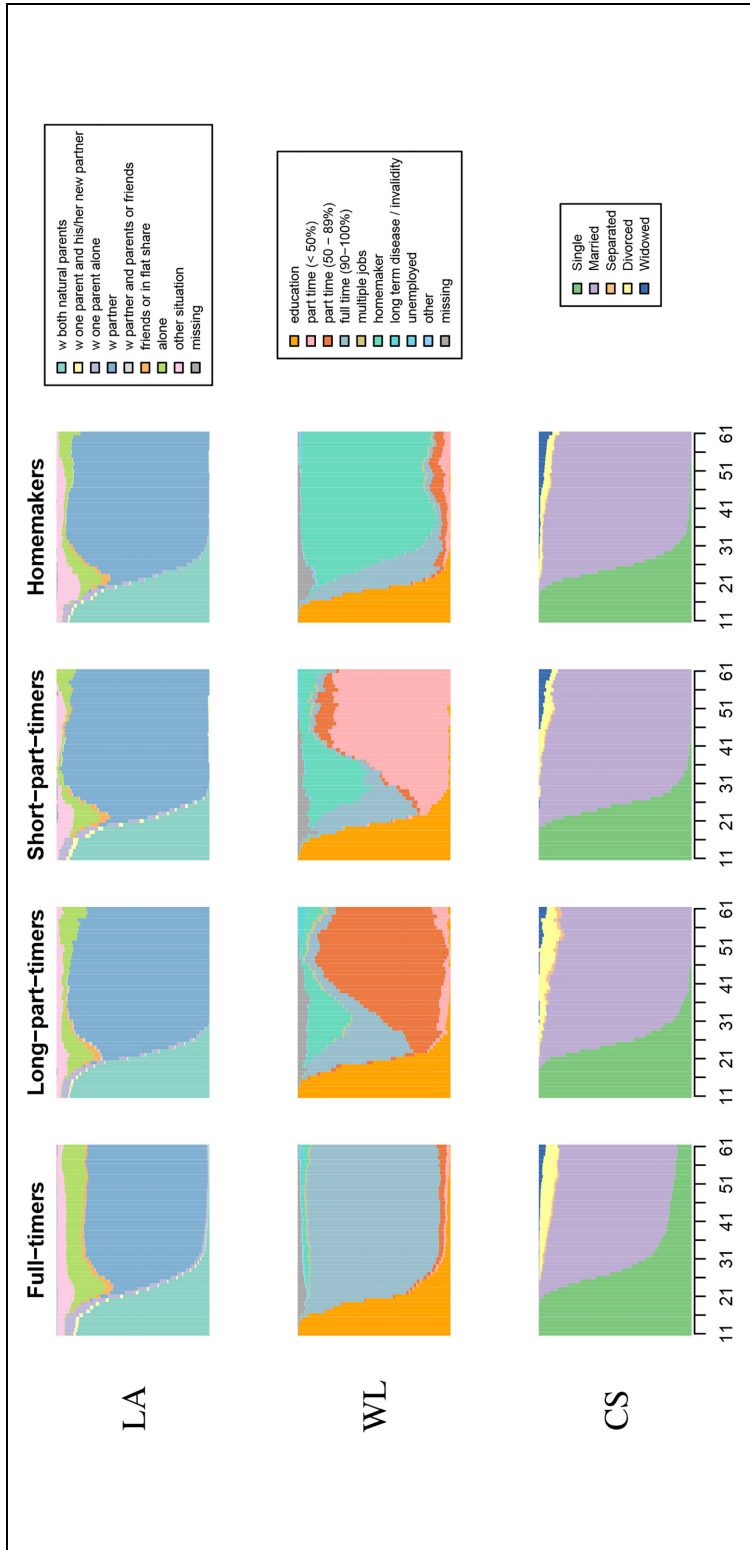 Full−timers
Long−part−timers
Short−part−timers
Homemakers
LA
w both natural parents
w one parent and his/her new partner
w one parent alone
w partner
w partner and parents or friends
friends or in flat share
alone
other situation
missing
WL
education
part time (< 50%)
part time (50 − 89%)
full time (90−100%)
multiple jobs
homemaker
long term disease / invalidity
unemployed
other
missing
CS
Single
Married
Separated
Divorced
Widowed
11 21 31 41 51 61
11 21 31 41 51 61
11 21 31 41 51 61
11 21 31 41 51 61